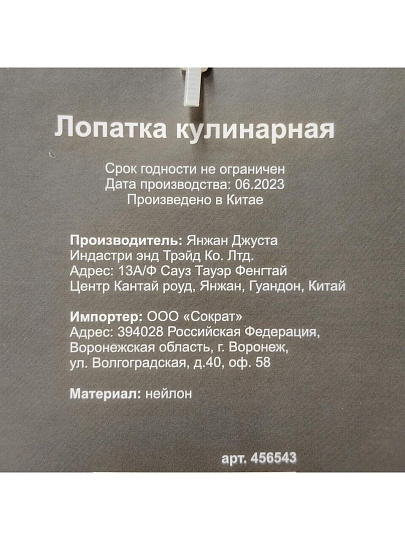 Лопатка кулинарная
Срок годности не ограничен
Дата производства: 06.2023
Произведено в Китае
Производитель: Янжан Джуста
Индастри энд Трэйд Ко. Лтд.
Адрес: 13А/Ф Сауз Тауэр Фенгтай
Центр Кантай роуд, Янжан, Гуандон, Китай
Импортер: ООО «Сократ»
Адрес: 394028 Российская Федерация,
Воронежская область, г. Воронеж,
ул. Волгоградская, д.40, оф. 58
Материал: нейлон
арт. 456543